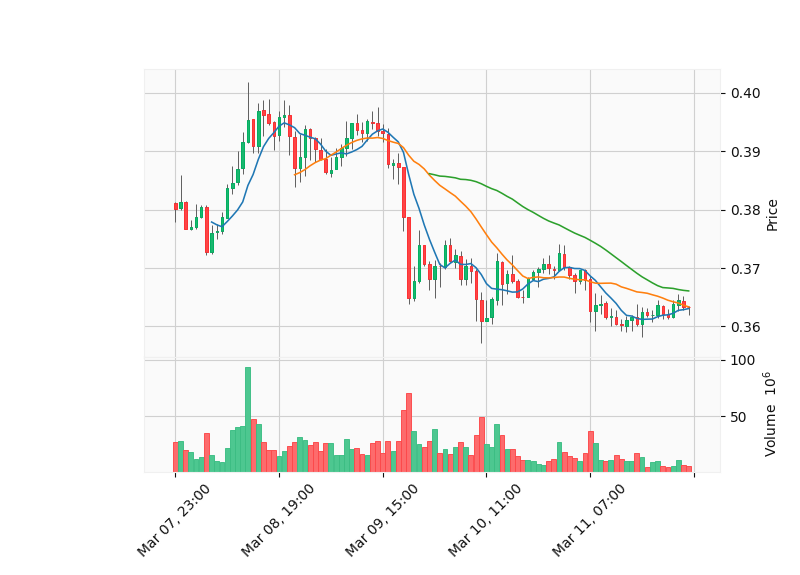 0.40
0.39
0.38
0.37
0.36
Price
100
50
Volume 10^6
Mar 07, 23:00
Mar 08, 19:00
Mar 09, 15:00
Mar 10, 11:00
Mar 11, 07:00